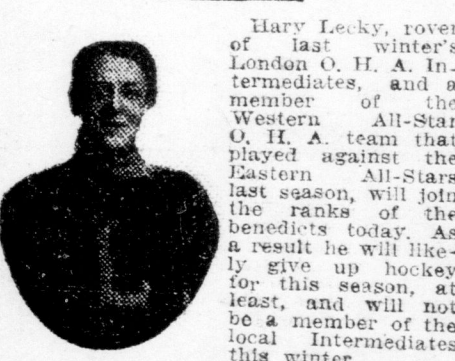 Hary Lecky, rover
of last winter's
London O. H. A. In-
termediates, and a
member of the
Western All-Star
O. H. A. team that
played against the
Eastern All-Stars
last season, will join
the ranks of the
benedicts today. As
a result he will like-
ly give up hockey
for this season, at
least, and will not
be a member of the
local Intermediates
this winter.
L